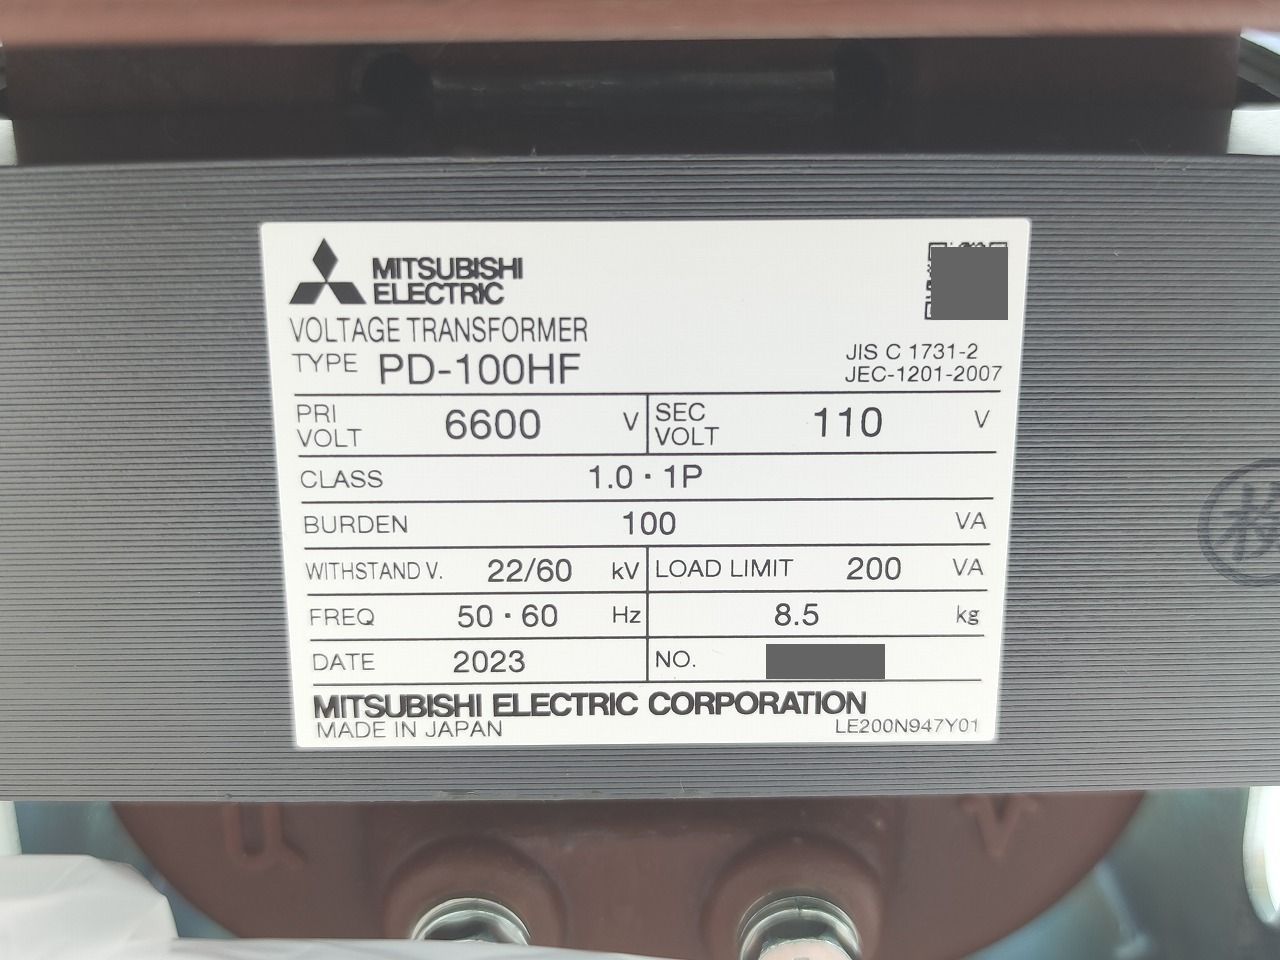 MITSUBISHI
ELECTRIC
VOLTAGE TRANSFORMER
TYPE PD-100HF
JIS C 1731-2
JEC-1201-2007
PRI VOLT 6600 V SEC VOLT 110 V
CLASS 1.0・1P
BURDEN 100 VA
WITHSTAND V. 22/60 kV LOAD LIMIT 200 VA
FREQ 50・60 Hz 8.5 kg
DATE 2023 NO.
MITSUBISHI ELECTRIC CORPORATION
MADE IN JAPAN LE200N947Y01
U V